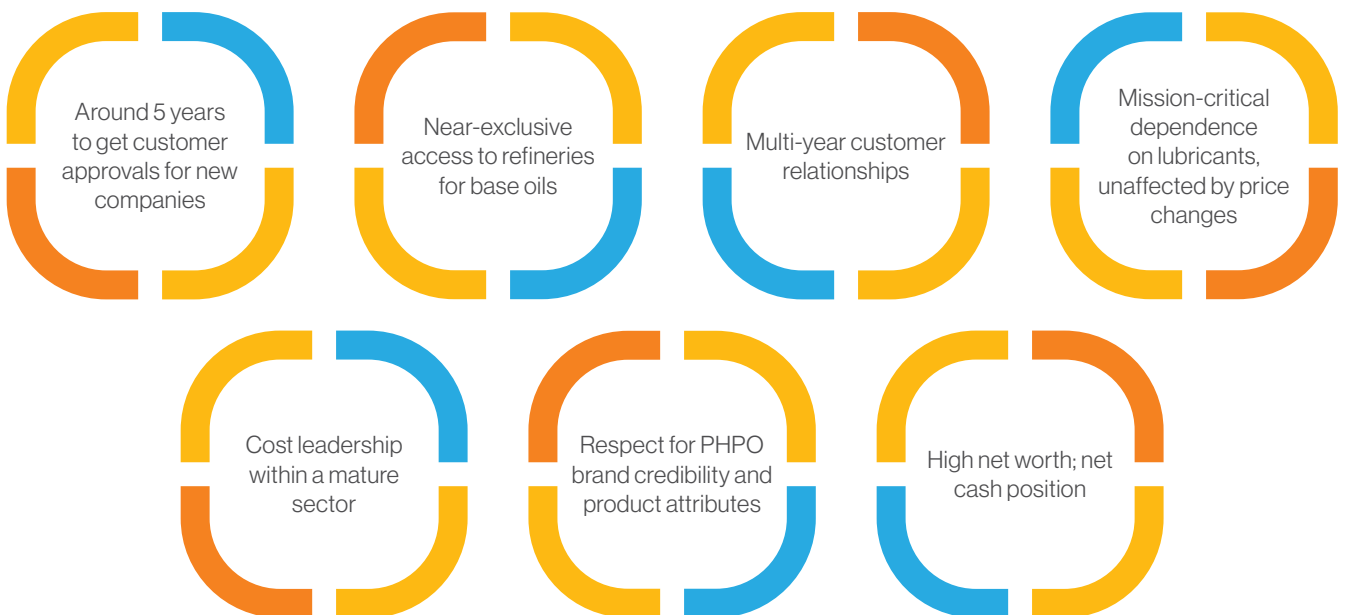 Around 5 years
to get customer
approvals for new
companies
Near-exclusive
access to refineries
for base oils
Multi-year customer
relationships
Mission-critical
dependence
on lubricants,
unaffected by price
changes
Cost leadership
within a mature
sector
Respect for PHPO
brand credibility and
product attributes
High net worth; net
cash position